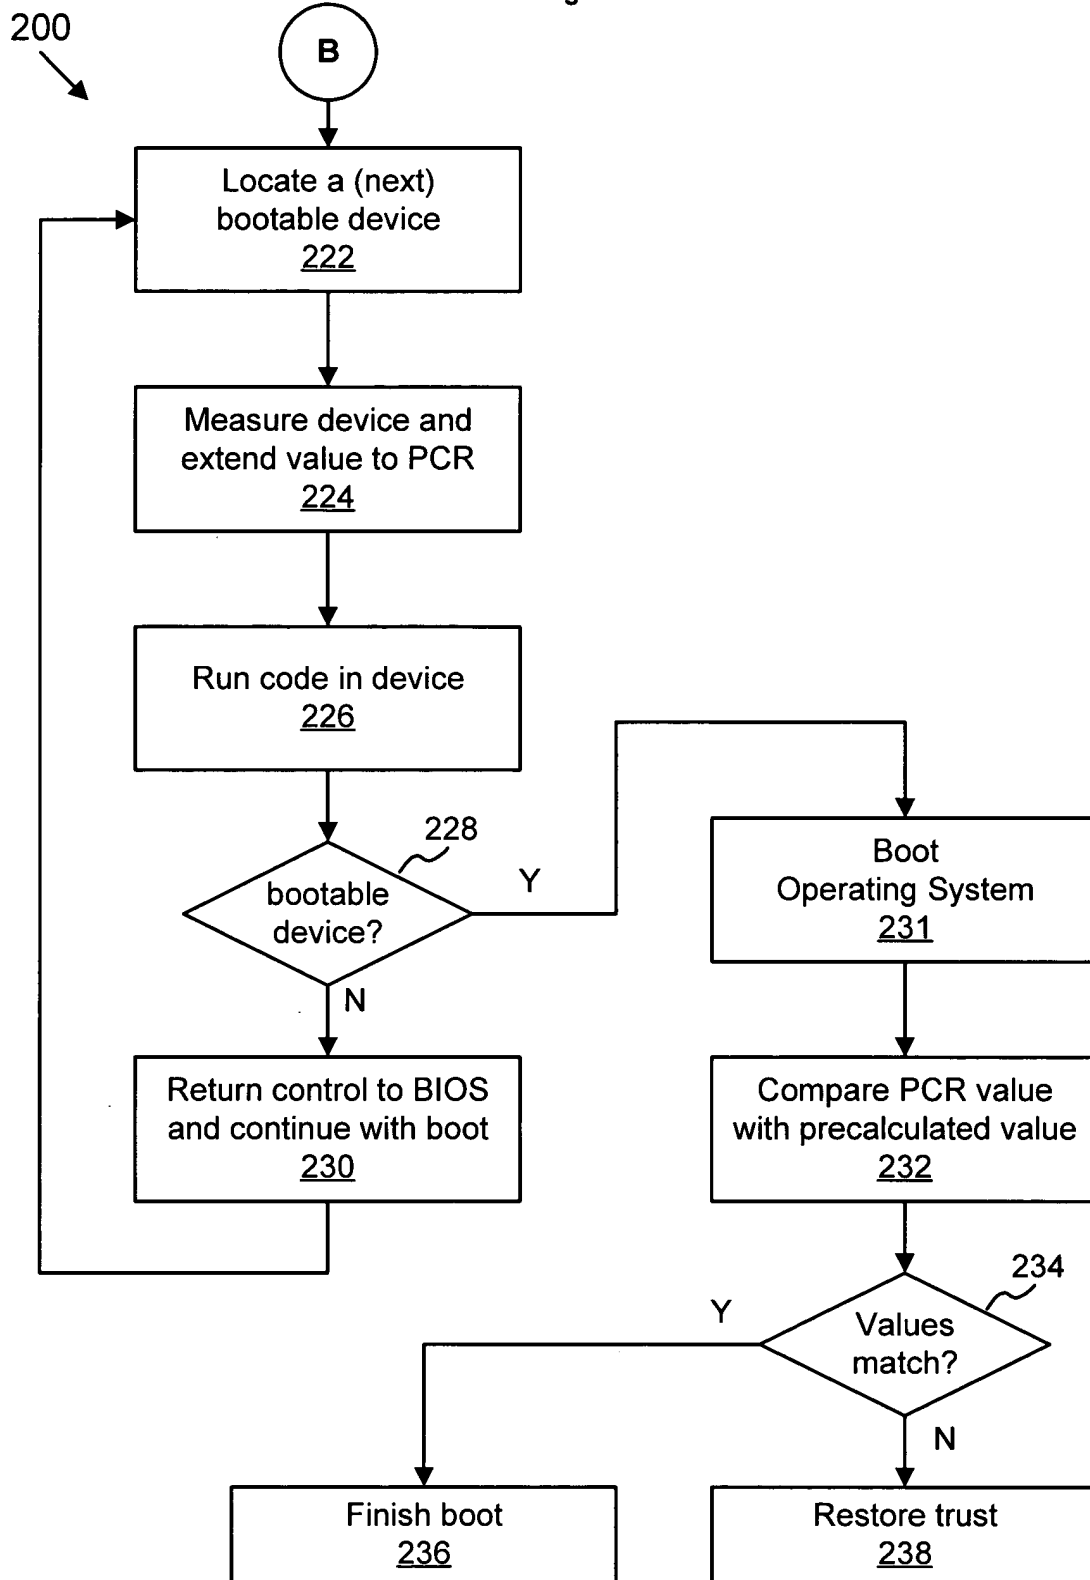 200
B
Locate a (next)
bootable device
222
Measure device and
extend value to PCR
224
Run code in device
226
228
bootable
device?
Y
N
Return control to BIOS
and continue with boot
230
Boot
Operating System
231
Compare PCR value
with precalculated value
232
234
Values
match?
Y
N
Finish boot
236
Restore trust
238